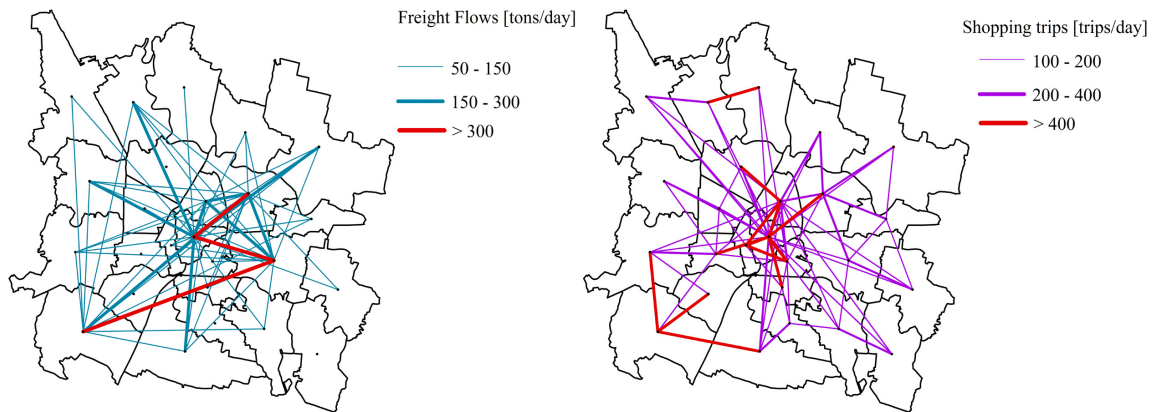 Freight Flows [tons/day]
50 - 150
150 - 300
> 300
Shopping trips [trips/day]
100 - 200
200 - 400
> 400